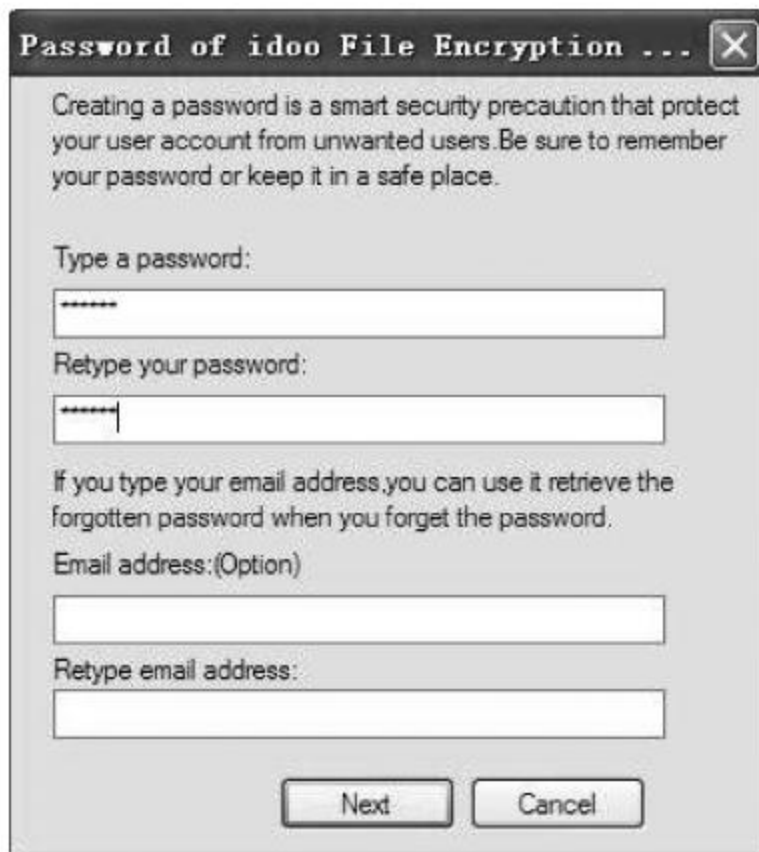 Password of idoo File Encryption ...
Creating a password is a smart security precaution that protect
your user account from unwanted users.Be sure to remember
your password or keep it in a safe place.
Type a password:
******
Retype your password:
******
If you type your email address,you can use it retrieve the
forgotten password when you forget the password.
Email address:(Option)
Retype email address:
Next
Cancel